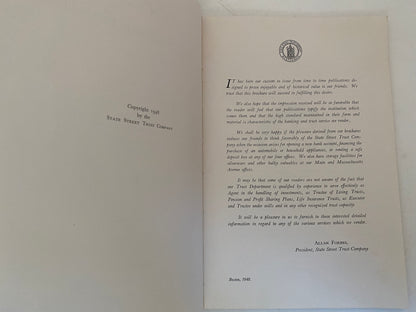 Copyright 1948
by the
STATE STREET TRUST COMPANY
IT has been our custom to issue from time to time publications de-
signed to prove enjoyable and of historical value to our friends. We
trust that this brochure will succeed in fulfilling this desire.
We also hope that the impression received will be so favorable that
the reader will feel that our publications typify the institution which
issues them and that the high standard maintained in their form and
material is characteristic of the banking and trust service we render.
We shall be very happy if the pleasure derived from our brochures
induces our friends to think favorably of the State Street Trust Com-
pany when the occasion arises for opening a new bank account, financing the
purchase of an automobile or household appliances, or renting a safe
deposit box at any of our four offices. We also have storage facilities for
silverware and other bulky valuables at our Main and Massachusetts
Avenue offices.
It may be that some of our readers are not aware of the fact that
our Trust Department is qualified by experience to serve effectively as
Agent in the handling of investments, as Trustee of Living Trusts,
Pension and Profit Sharing Plans, Life Insurance Trusts, as Executor
and Trustee under wills and in any other recognized trust capacity.
It will be a pleasure to us to furnish to those interested detailed
information in regard to any of the various services which we render.
ALLAN FORBES,
President, State Street Trust Company
Boston, 1948.